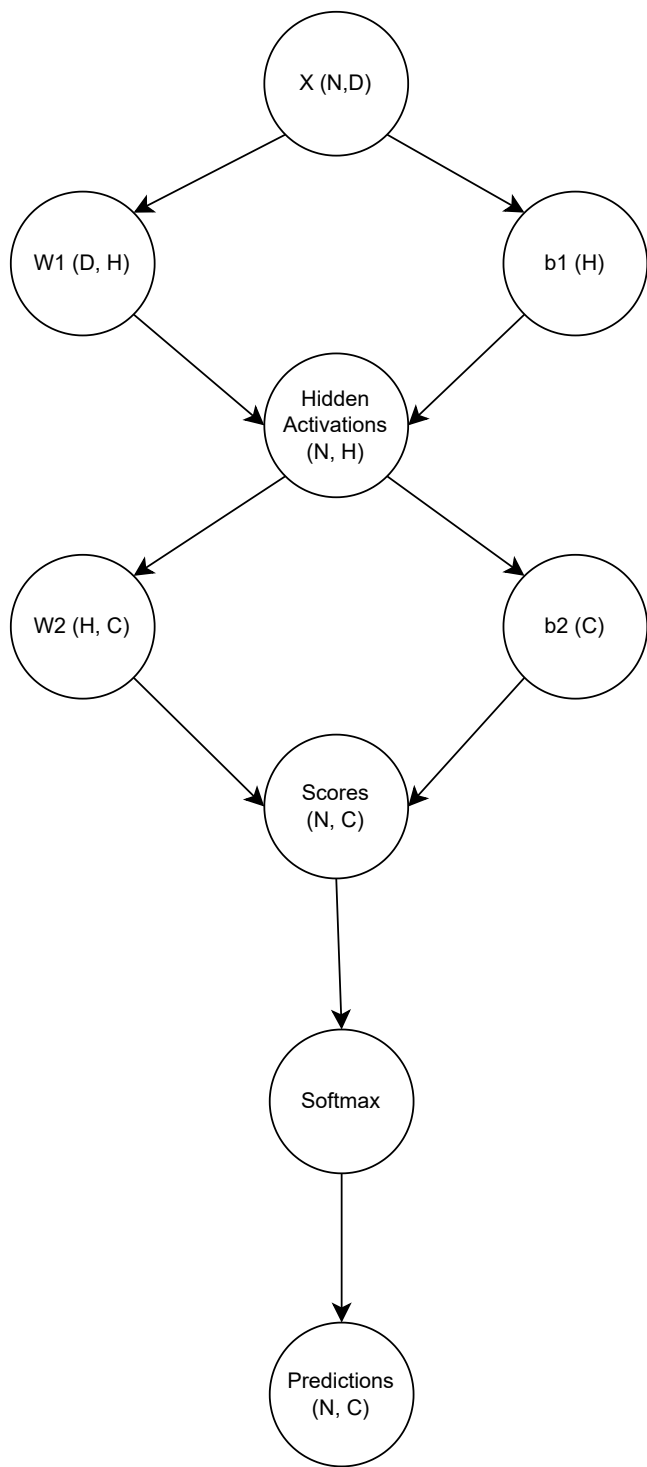 X (N,D)
W1 (D, H)
b1 (H)
Hidden
Activations
(N, H)
W2 (H, C)
b2 (C)
Scores
(N, C)
Softmax
Predictions
(N, C)